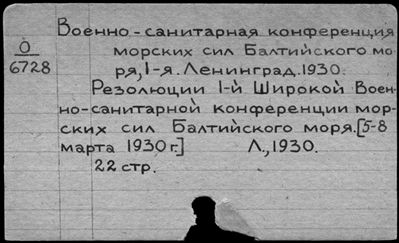 Военно-санитарная конференция
морских сил Балтийского мо-
ря, 1-я. Ленинград. 1930.
О
6728
Резолюции 1-й Широкой Воен-
но-санитарной конференции мор-
ских сил Балтийского моря. [5-8
марта 1930 г.] Л., 1930.
22 стр.